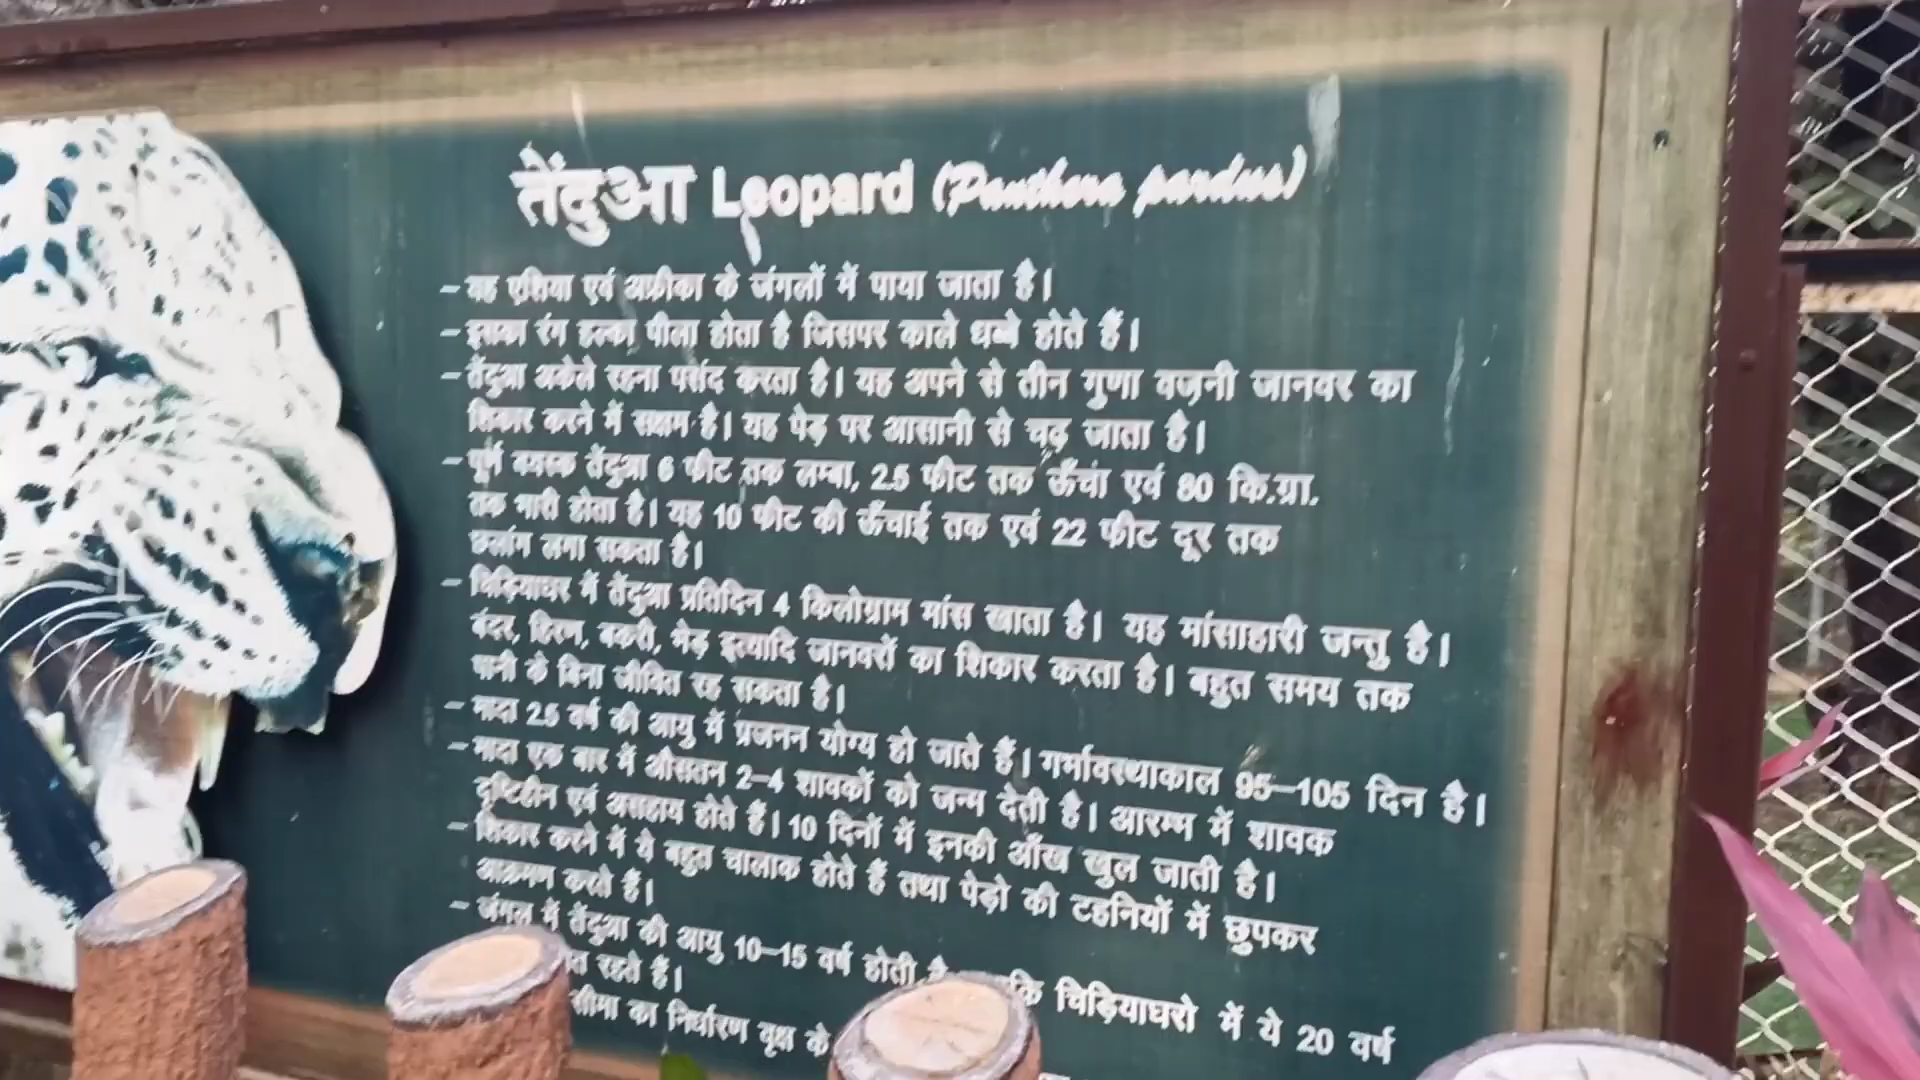 तेंदुआ Leopard (Panthera pardus)
– यह एशिया एवं अफ्रीका के जंगलों में पाया जाता है।
– इसका रंग हल्का पीला होता है जिसपर काले धब्बे होते हैं।
– तेंदुआ अकेले रहना पसंद करता है। यह अपने से तीन गुणा वज़नी जानवर का
शिकार करने में सक्षम है। यह पेड़ पर आसानी से चढ़ जाता है।
– पूर्ण वयस्क तेंदुआ 6 फीट तक लम्बा, 2.5 फीट तक ऊँचा एवं 80 कि.ग्रा.
तक भारी होता है। यह 10 फीट की ऊँचाई तक एवं 22 फीट दूर तक
छलांग लगा सकता है।
– चिड़ियाघर में तेंदुआ प्रतिदिन 4 किलोग्राम मांस खाता है। यह मांसाहारी जन्तु है।
बंदर, हिरण, बकरी, भेड़ इत्यादि जानवरों का शिकार करता है। बहुत समय तक
पानी के बिना जीवित रह सकता है।
– मादा 2.5 वर्ष की आयु में प्रजनन योग्य हो जाते हैं। गर्भावस्थाकाल 95–105 दिन है।
– मादा एक बार में औसतन 2–4 शावकों को जन्म देती है। आरम्भ में शावक
दृष्टिहीन एवं असहाय होते हैं। 10 दिनों में इनकी आँख खुल जाती है।
– शिकार करने में ये बहुत चालाक होते हैं तथा पेड़ो की टहनियों में छुपकर
आक्रमण करते हैं।
– जंगल में तेंदुआ की आयु 10–15 वर्ष होती चिड़ियाघरो में ये 20 वर्ष
रहते हैं।
सीमा का निर्धारण वृक्ष के